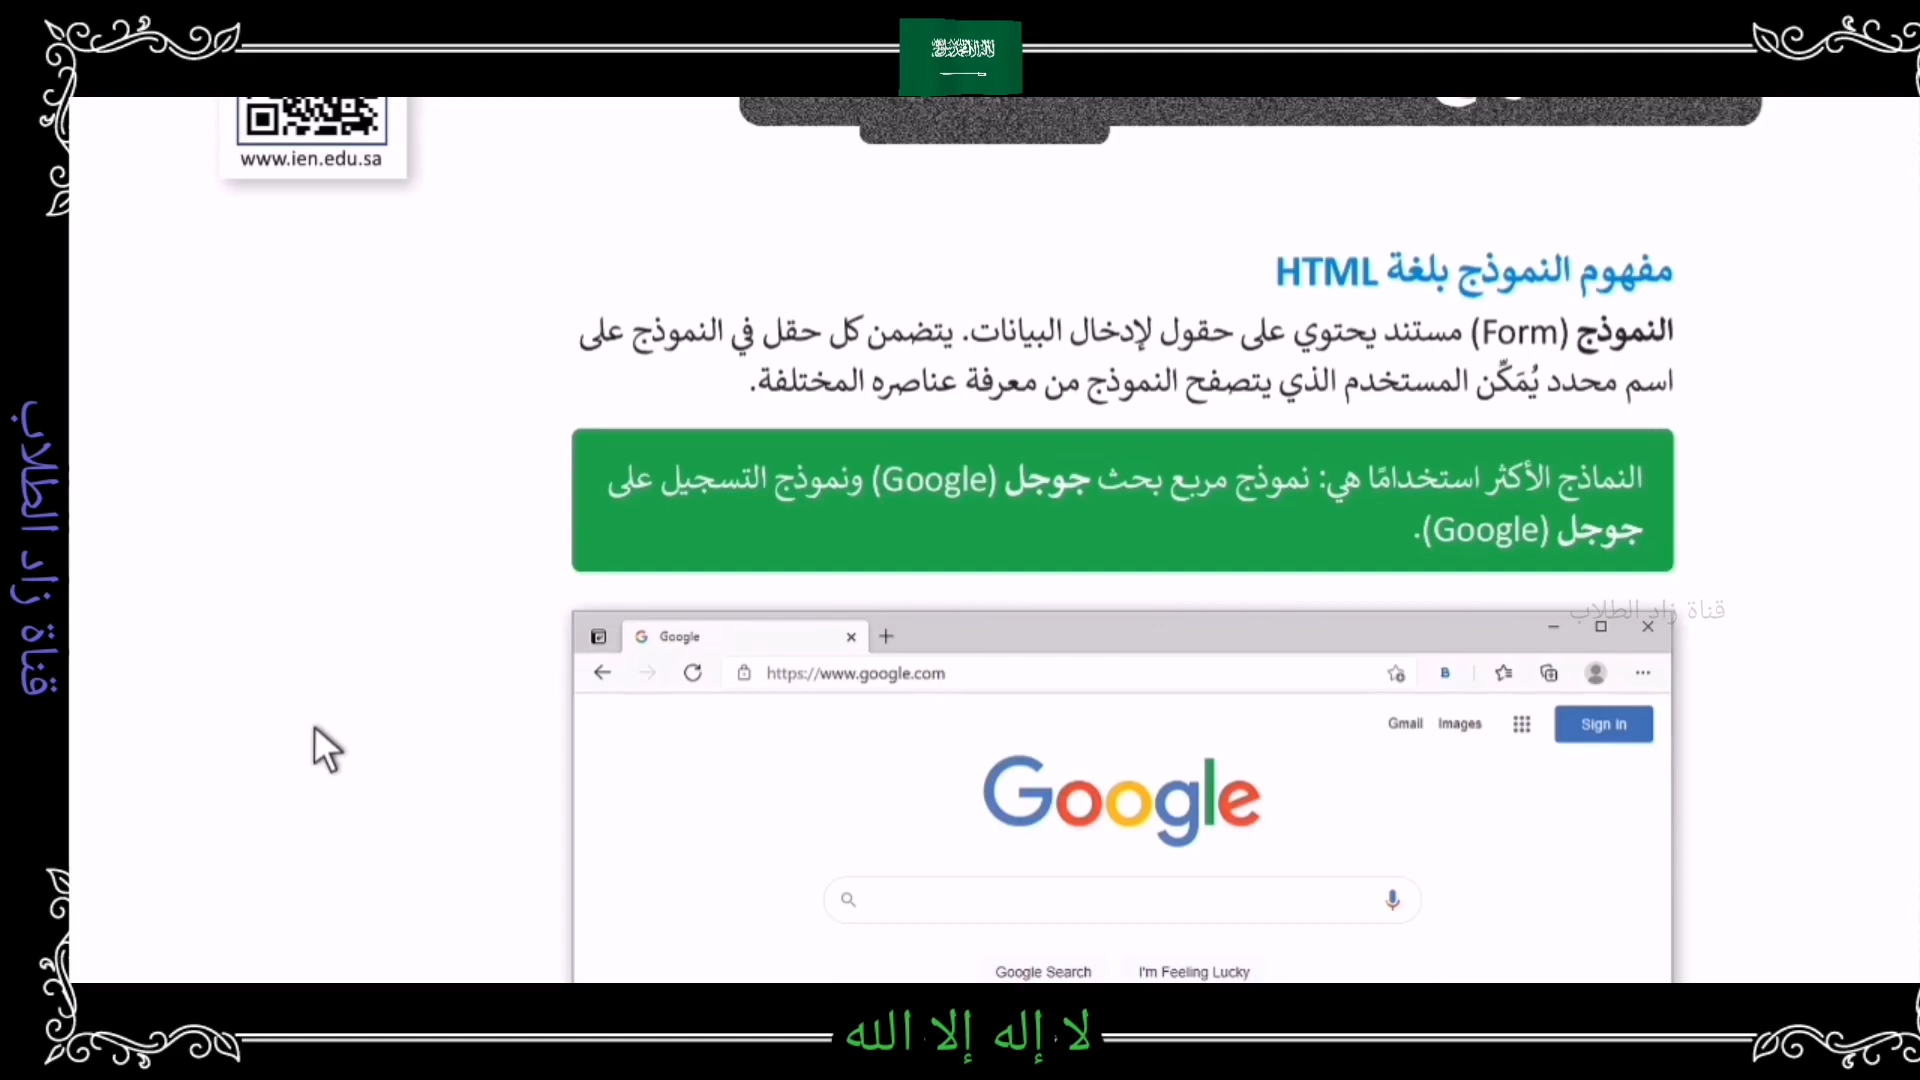 www.ien.edu.sa
مفهوم النموذج بلغة HTML
النموذج (Form) مستند يحتوي على حقول لإدخال البيانات. يتضمن كل حقل في النموذج على
اسم محدد يُمَكِّن المستخدم الذي يتصفح النموذج من معرفة عناصره المختلفة.
النماذج الأكثر استخدامًا هي: نموذج مربع بحث جوجل (Google) ونموذج التسجيل على
جوجل (Google).
قناة زاد الطلاب
Google
https://www.google.com
B
Gmail Images Sign in
Google
Google Search I'm Feeling Lucky
قناة زاد الطلاب
لا إله إلا الله